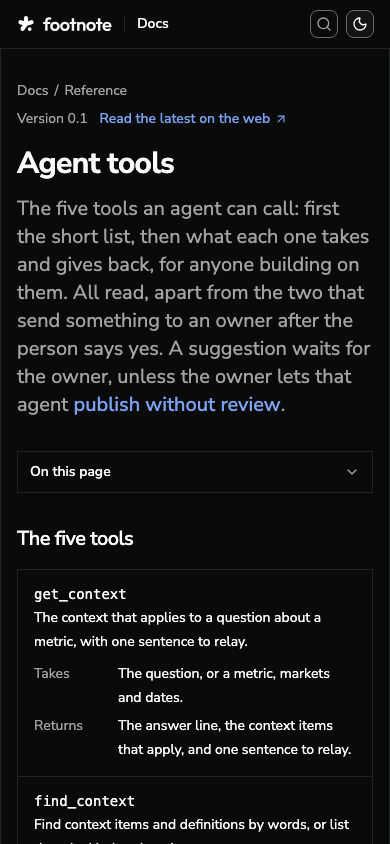 footnote Docs
Docs / Reference
Version 0.1 Read the latest on the web ↗
Agent tools
The five tools an agent can call: first
the short list, then what each one takes
and gives back, for anyone building on
them. All read, apart from the two that
send something to an owner after the
person says yes. A suggestion waits for
the owner, unless the owner lets that
agent publish without review.
On this page
The five tools
get_context
The context that applies to a question about a
metric, with one sentence to relay.
Takes The question, or a metric, markets
and dates.
Returns The answer line, the context items
that apply, and one sentence to relay.
find_context
Find context items and definitions by words, or list